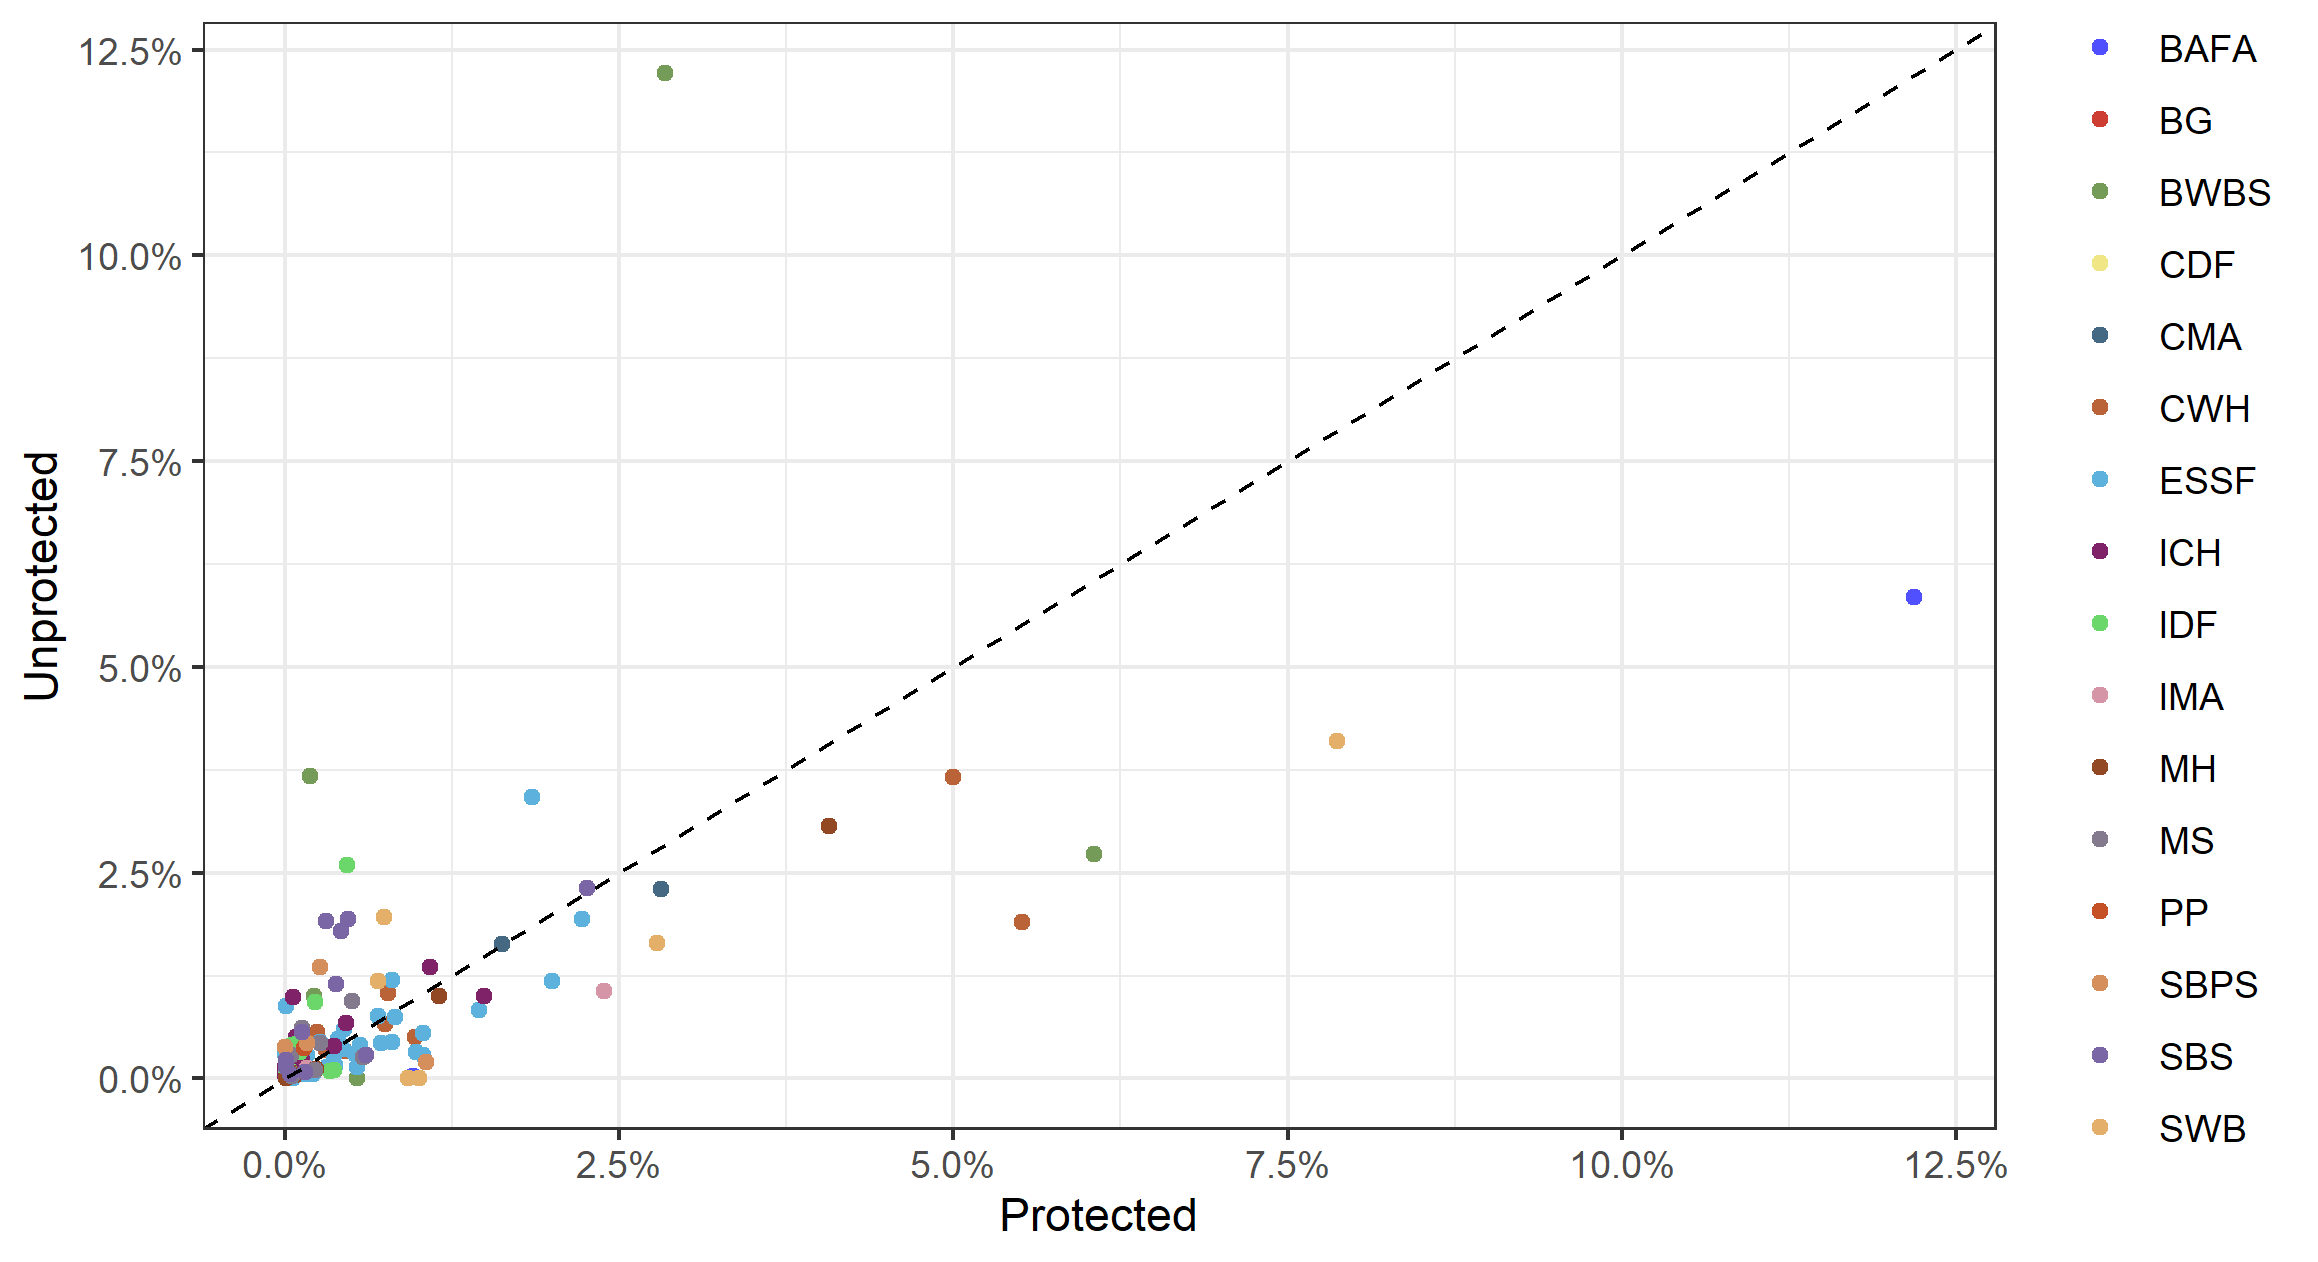 12.5%
10.0%
7.5%
5.0%
2.5%
0.0%
Unprotected
0.0% 2.5% 5.0% 7.5% 10.0% 12.5%
Protected
BAFA
BG
BWBS
CDF
CMA
CWH
ESSF
ICH
IDF
IMA
MH
MS
PP
SBPS
SBS
SWB